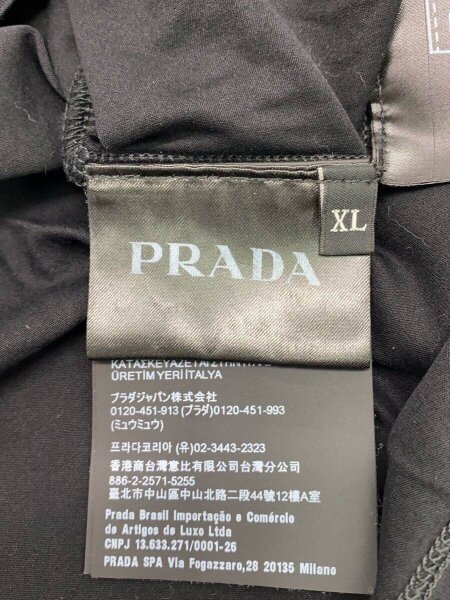 XL
PRADA
ΚΑΤΑΣΚΕΥΑΖΕΤΑΙ ΣΤΗΝ ΙΤΑ
ÜRETİM YERİ İTALYA
プラダジャパン株式会社
0120-451-913 (プラダ)0120-451-993
(ミュウミュウ)
프라다코리아 (유)02-3443-2323
香港商台灣意比有限公司台灣分公司
886-2-2571-5255
臺北市中山區中山北路二段44號12樓A室
Prada Brasil Importação e Comércio
de Artigos de Luxo Ltda
CNPJ 13.633.271/0001-26
PRADA SPA Via Fogazzaro,28 20135 Milano